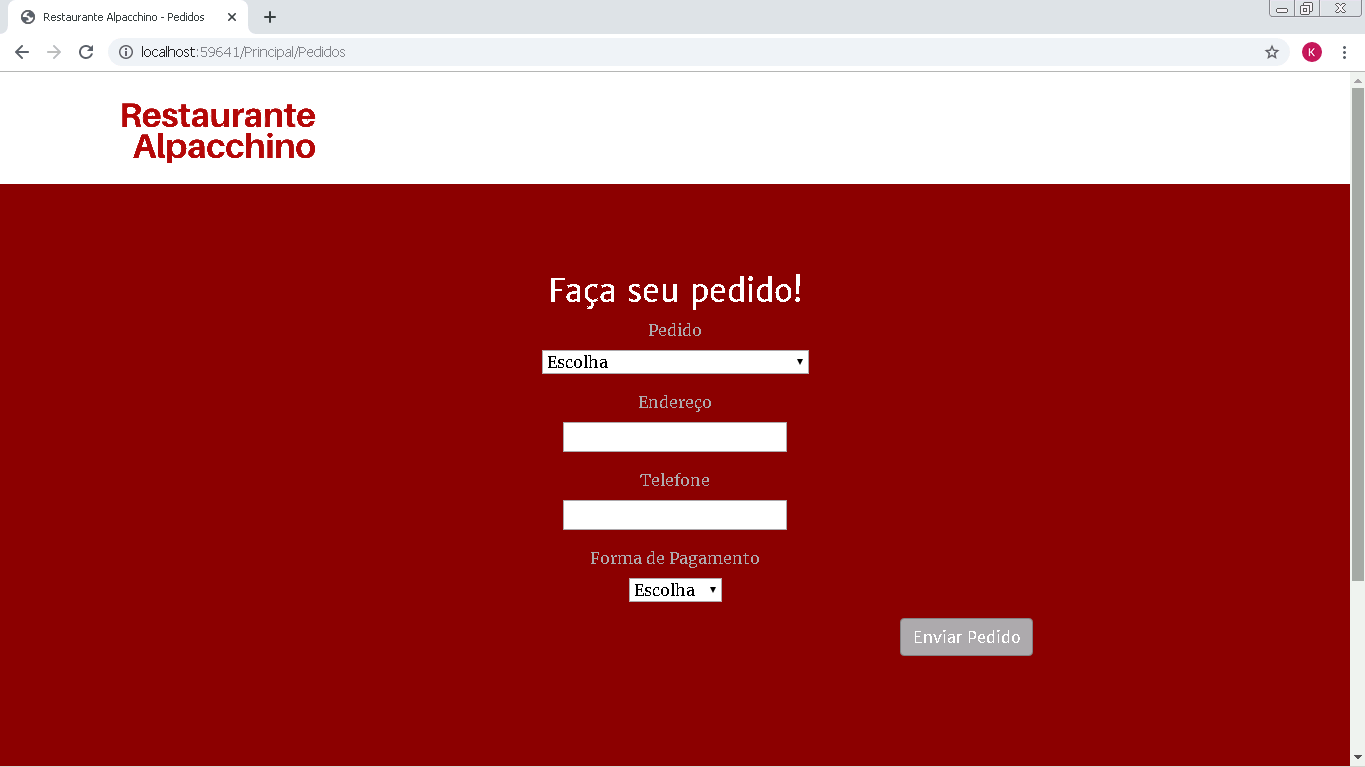 Restaurante Alpacchino - Pedidos
localhost:59641/Principal/Pedidos
K
Restaurante
Alpacchino
Faça seu pedido!
Pedido
Escolha
Endereço
Telefone
Forma de Pagamento
Escolha
Enviar Pedido